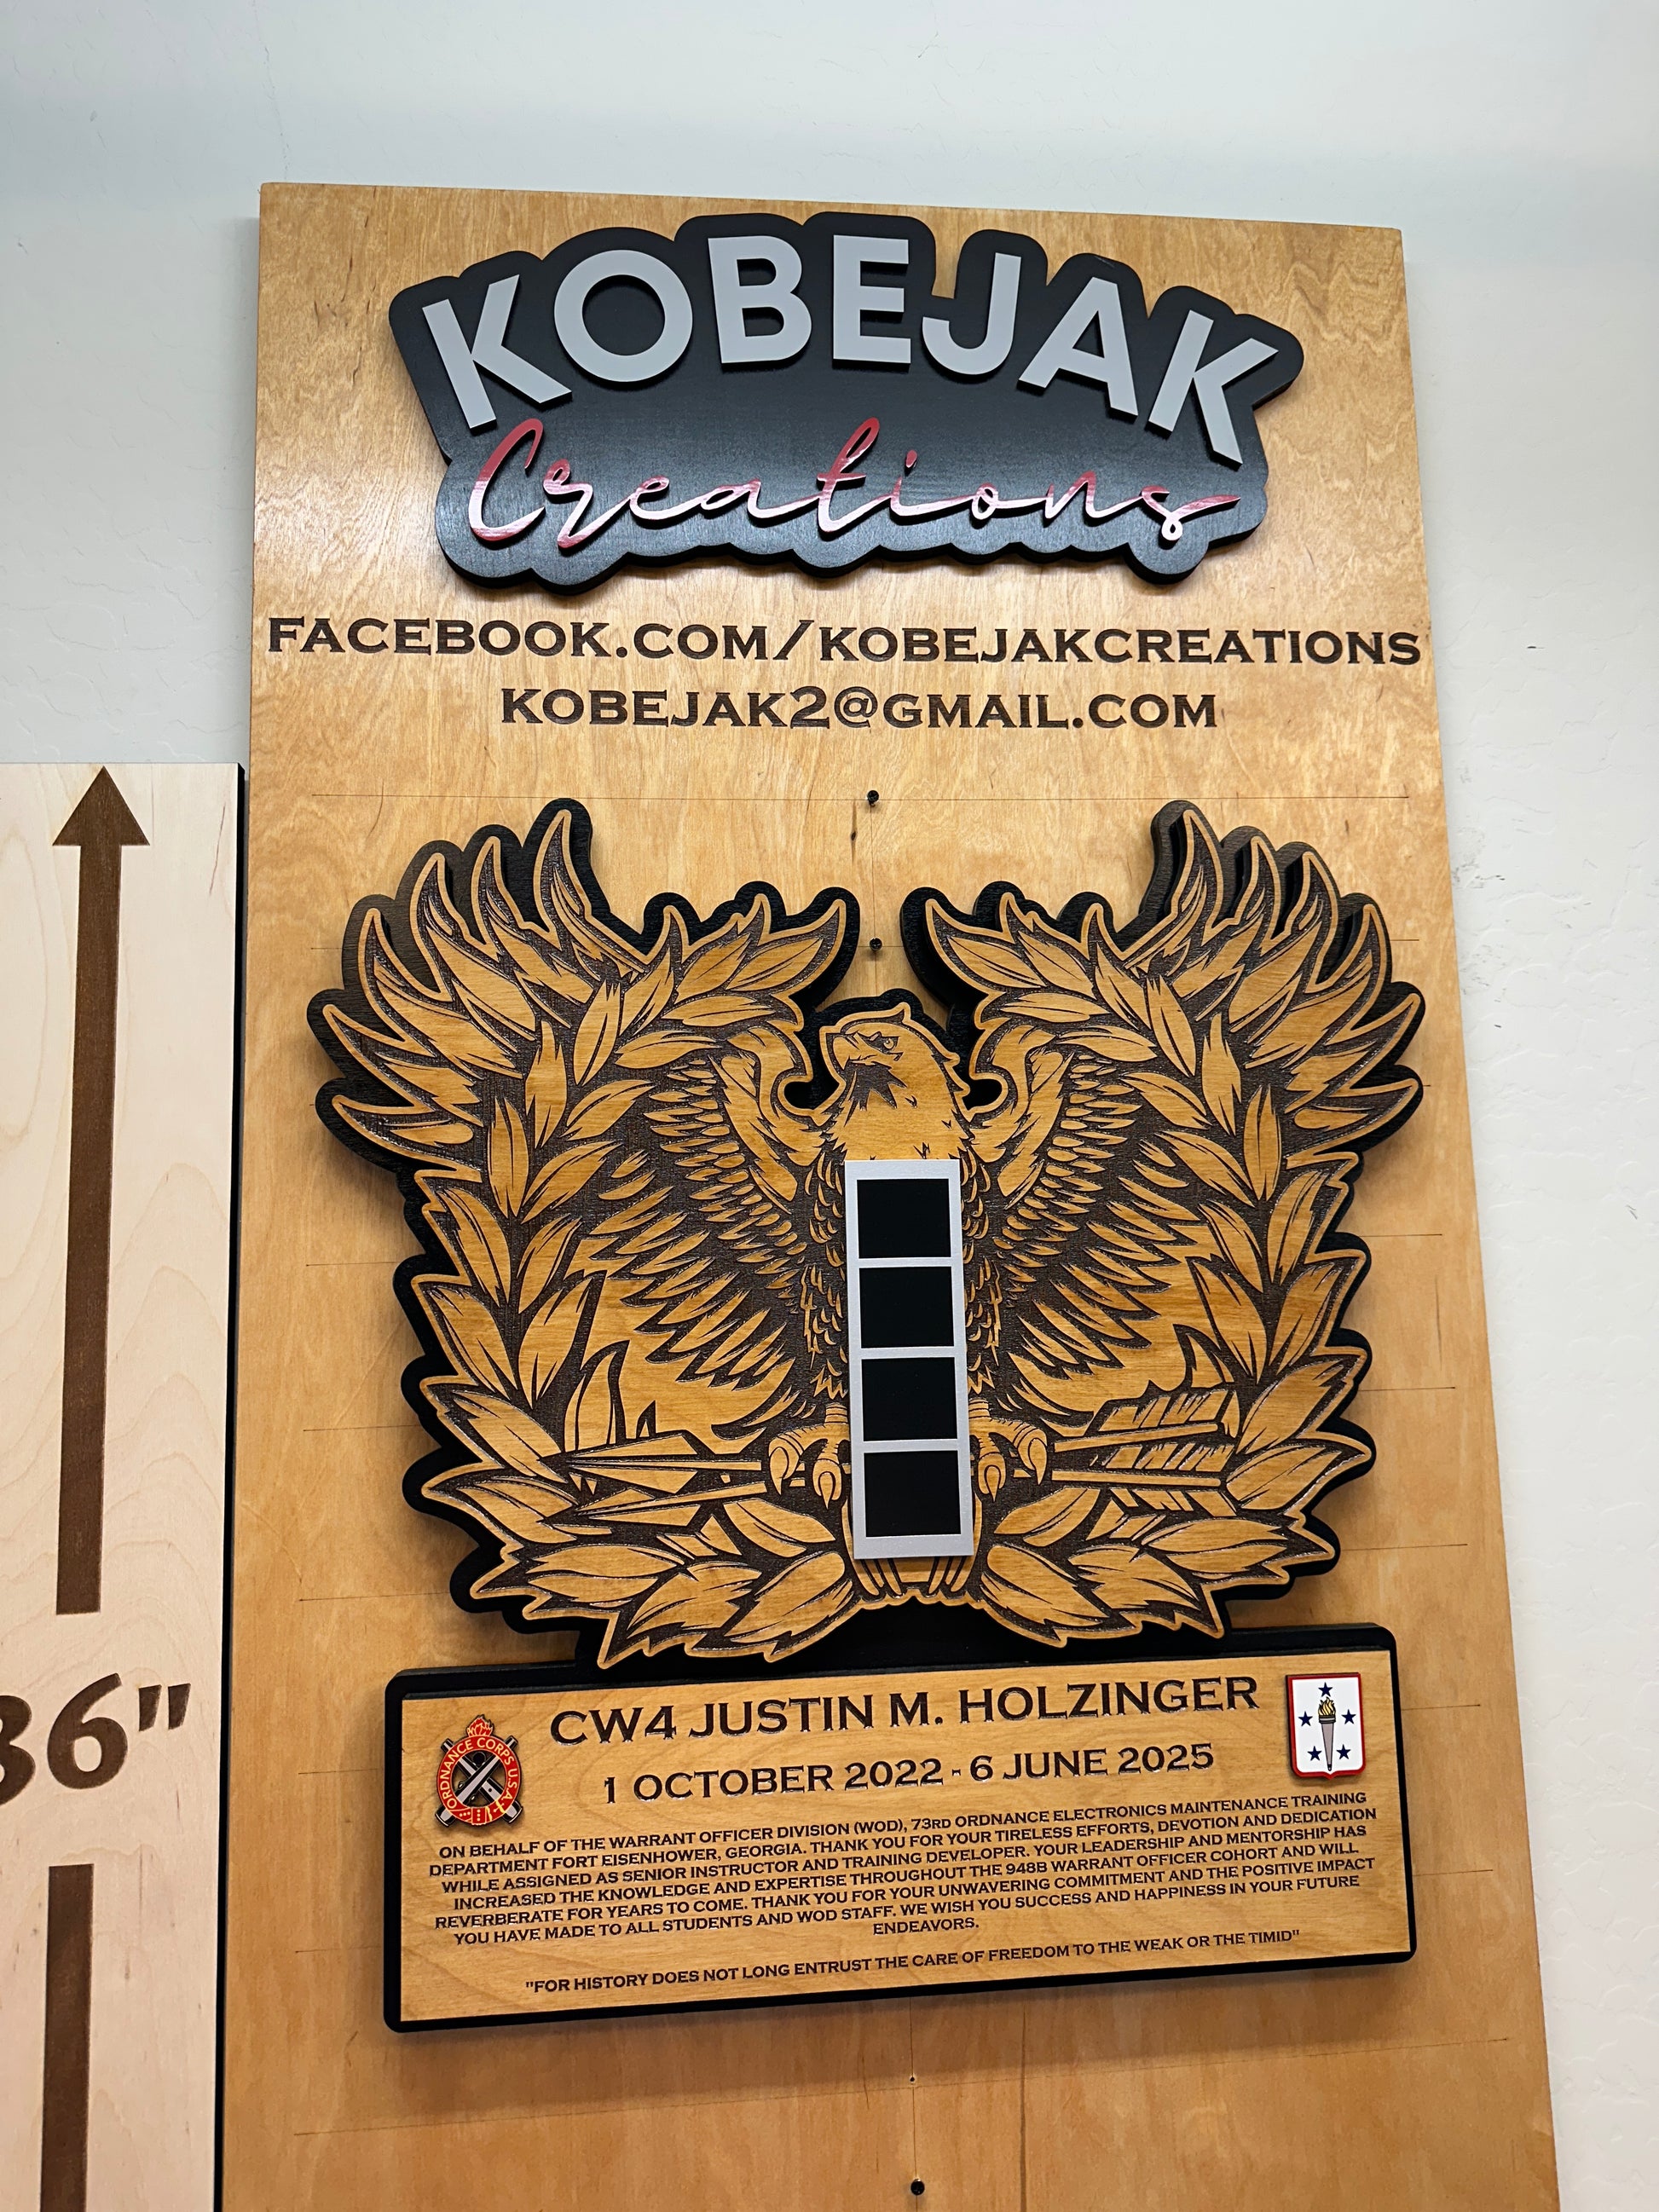 KOBEJAK
Creations
FACEBOOK.COM/KOBEJAKCREATIONS
KOBEJAK2@GMAIL.COM
36"
CW4 JUSTIN M. HOLZINGER
1 OCTOBER 2022 - 6 JUNE 2025
ORDNANCE CORPS U.S.A.
ON BEHALF OF THE WARRANT OFFICER DIVISION (WOD), 73RD ORDNANCE ELECTRONICS MAINTENANCE TRAINING
DEPARTMENT FORT EISENHOWER, GEORGIA. THANK YOU FOR YOUR TIRELESS EFFORTS, DEVOTION AND DEDICATION
WHILE ASSIGNED AS SENIOR INSTRUCTOR AND TRAINING DEVELOPER. YOUR LEADERSHIP AND MENTORSHIP HAS
INCREASED THE KNOWLEDGE AND EXPERTISE THROUGHOUT THE 948B WARRANT OFFICER COHORT AND WILL
REVERBERATE FOR YEARS TO COME. THANK YOU FOR YOUR UNWAVERING COMMITMENT AND THE POSITIVE IMPACT
YOU HAVE MADE TO ALL STUDENTS AND WOD STAFF. WE WISH YOU SUCCESS AND HAPPINESS IN YOUR FUTURE
ENDEAVORS.
"FOR HISTORY DOES NOT LONG ENTRUST THE CARE OF FREEDOM TO THE WEAK OR THE TIMID"